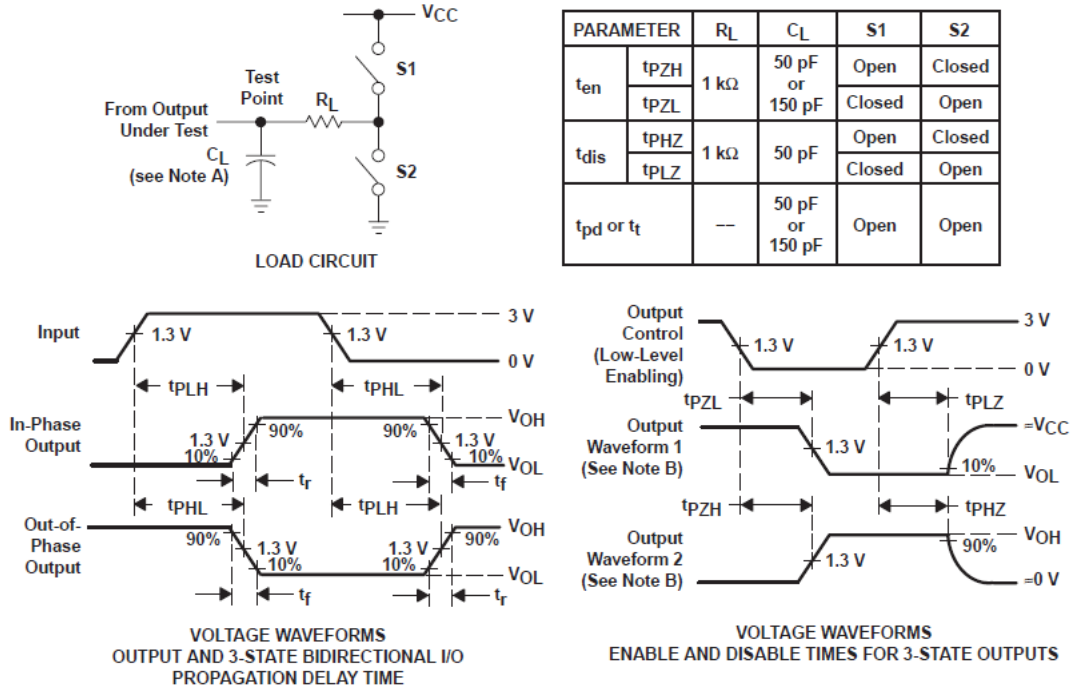 VCC
S1
Test
Point
RL
From Output
Under Test
CL
(see Note A)
S2
LOAD CIRCUIT
PARAMETER RL CL S1 S2
ten tPZH 1 kΩ 50 pF or 150 pF Open Closed
tPZL Closed Open
tdis tPHZ 1 kΩ 50 pF Open Closed
tPLZ Closed Open
tpd or tt –– 50 pF or 150 pF Open Open
Input 1.3 V 1.3 V 3 V
0 V
tPLH tPHL
In-Phase
Output
90% 90% VOH
1.3 V 1.3 V
10% 10% VOL
tr tf
tPHL tPLH
Out-of-
Phase
Output
90% 90% VOH
1.3 V 1.3 V
10% 10% VOL
tf tr
VOLTAGE WAVEFORMS
OUTPUT AND 3-STATE BIDIRECTIONAL I/O
PROPAGATION DELAY TIME
Output
Control
(Low-Level
Enabling)
1.3 V 1.3 V 3 V
0 V
tPZL tPLZ
Output
Waveform 1
(See Note B)
1.3 V 10% ≈VCC
VOL
tPZH tPHZ
Output
Waveform 2
(See Note B)
1.3 V 90% VOH
≈0 V
VOLTAGE WAVEFORMS
ENABLE AND DISABLE TIMES FOR 3-STATE OUTPUTS